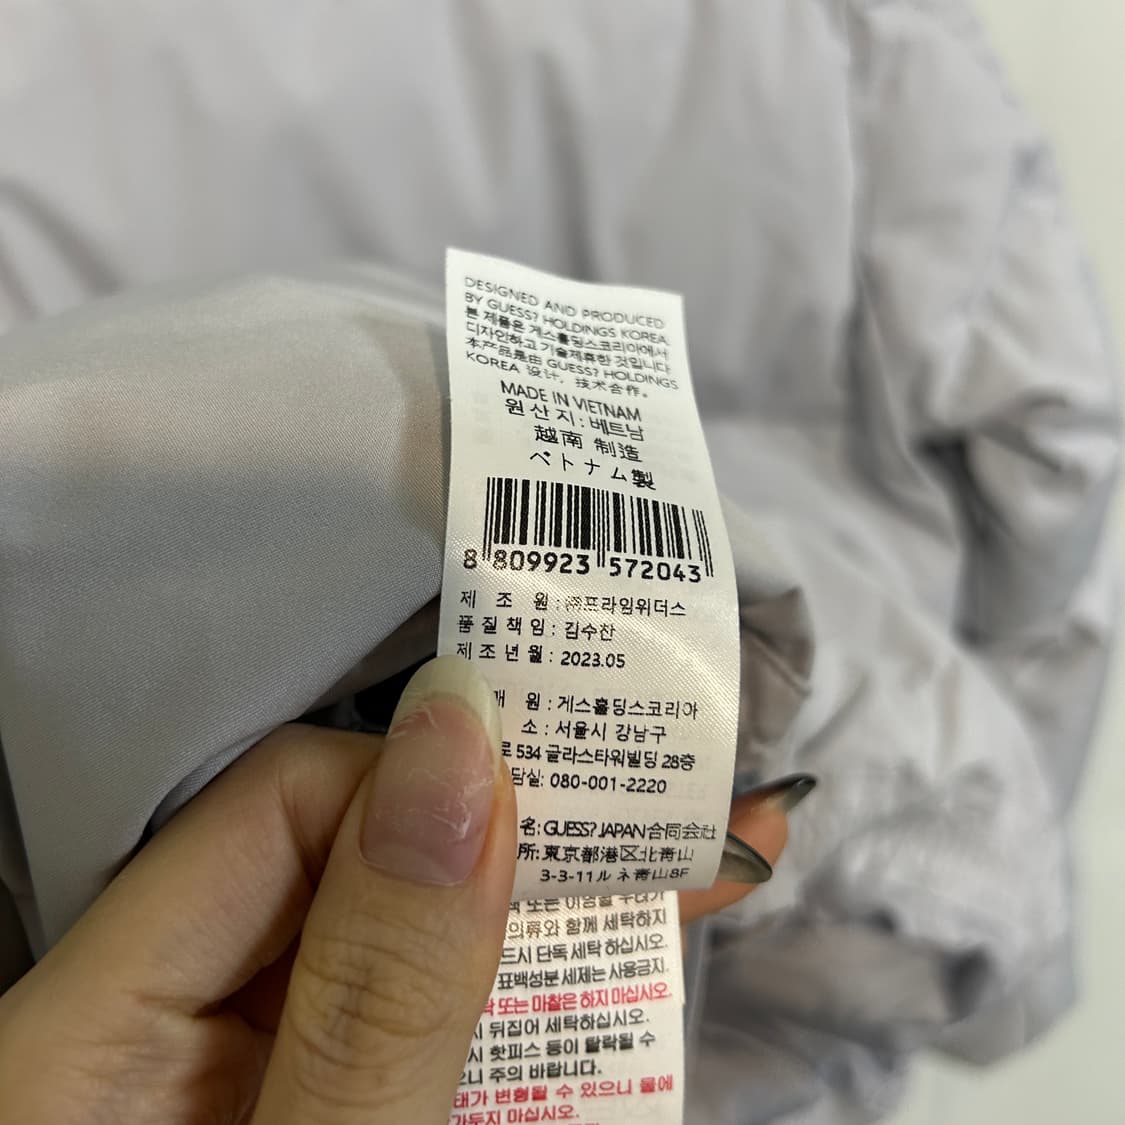 DESIGNED AND PRODUCED
BY GUESS? HOLDINGS KOREA
본 제품은 게스홀딩스코리아에서
디자인하고 기술제휴한 것입니다
本产品是由 GUESS? HOLDINGS
KOREA 设计，技术合作。
MADE IN VIETNAM
원산지 : 베트남
越南 制造
ベトナム製
8 809923 572043
제 조 원 : ㈜프라임위더스
품질책임 : 김수찬
제조년월 : 2023.05
매 원 : 게스홀딩스코리아
소 : 서울시 강남구
로 534 글라스타워빌딩 28층
담실: 080-001-2220
名: GUESS? JAPAN 合同会社
所: 東京都港区北青山
3-3-11ルネ青山8F
또는
의류와 함께 세탁하지
드시 단독 세탁 하십시오.
표백성분 세제는 사용금지.
또는 마찰은 하지 마십시오.
시 뒤집어 세탁하십시오.
시 핫피스 등이 탈락될 수
으니 주의 바랍니다.
태가 변형될 수 있으니 물에
가두지 마십시오.